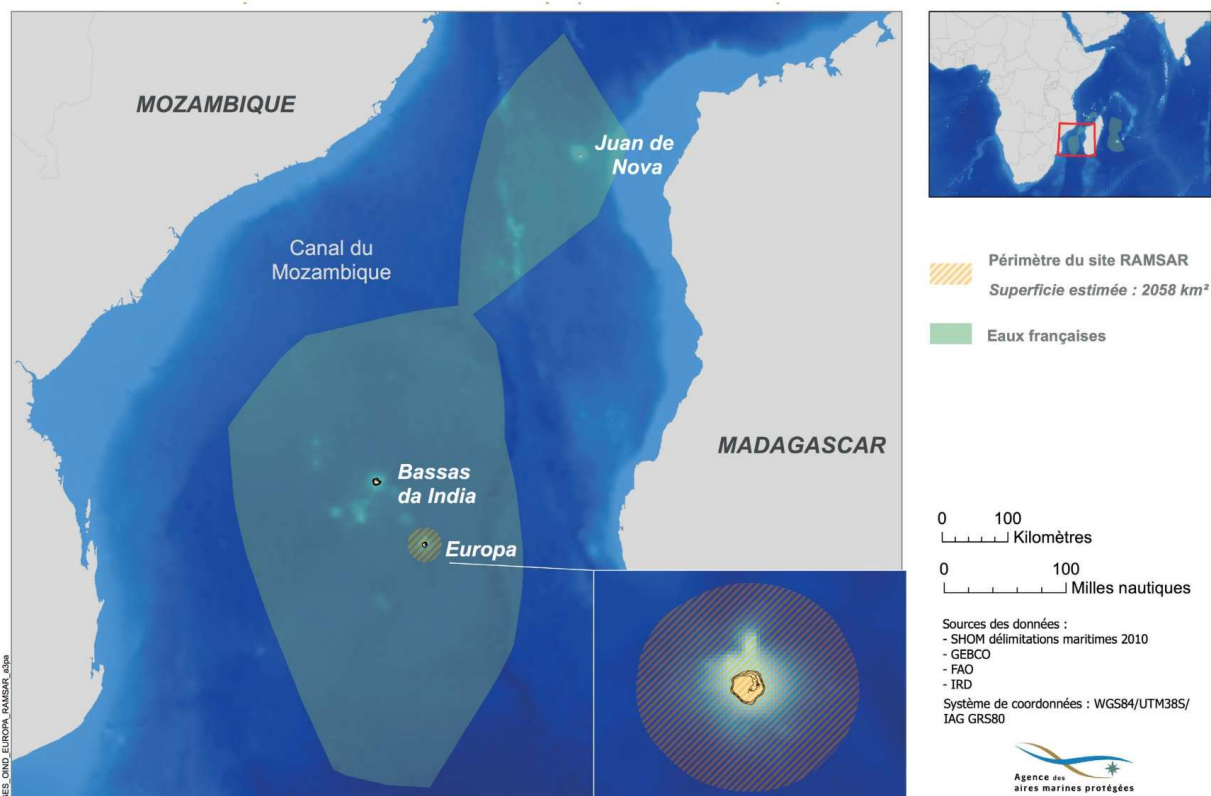 MOZAMBIQUE
Juan de
Nova
Canal du
Mozambique
MADAGASCAR
Bassas
da India
Europa
Périmètre du site RAMSAR
Superficie estimée : 2058 km²
Eaux françaises
0 100
Kilomètres
0 100
Milles nautiques
Sources des données :
- SHOM délimitations maritimes 2010
- GEBCO
- FAO
- IRD
Système de coordonnées : WGS84/UTM38S/
IAG GRS80
Agence des
aires marines protégées
ES_OIND_EUROPA_RAMSAR_a3pa